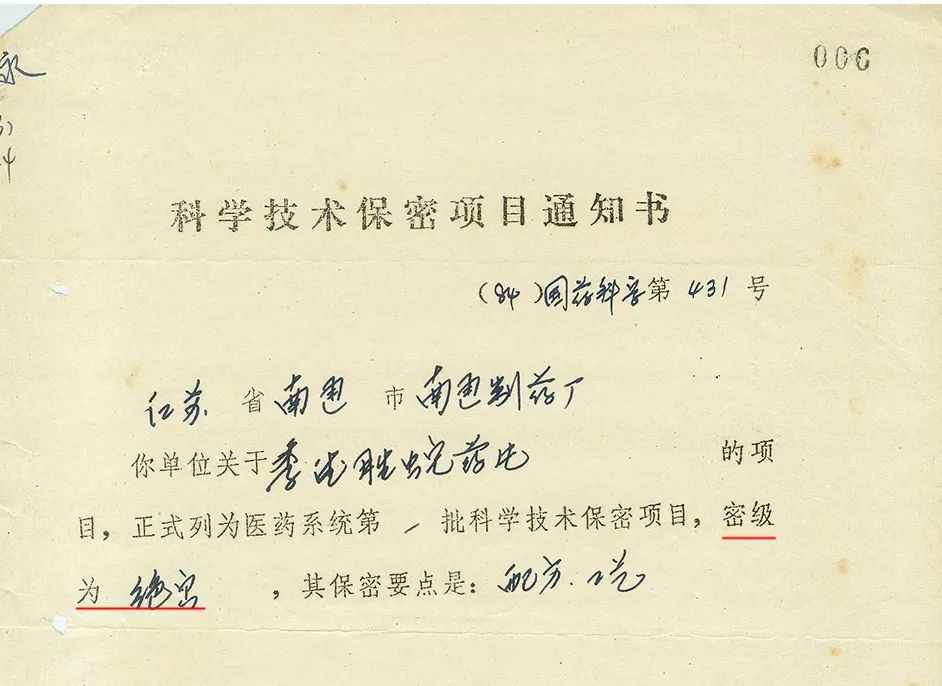 永
006
科学技术保密项目通知书
(84)国药科字第 431 号
江苏 省 南通 市 南通制药厂
你单位关于季德胜蛇药片 的项
目，正式列为医药系统第 一 批科学技术保密项目，密级
为 绝密 ，其保密要点是：配方.工艺